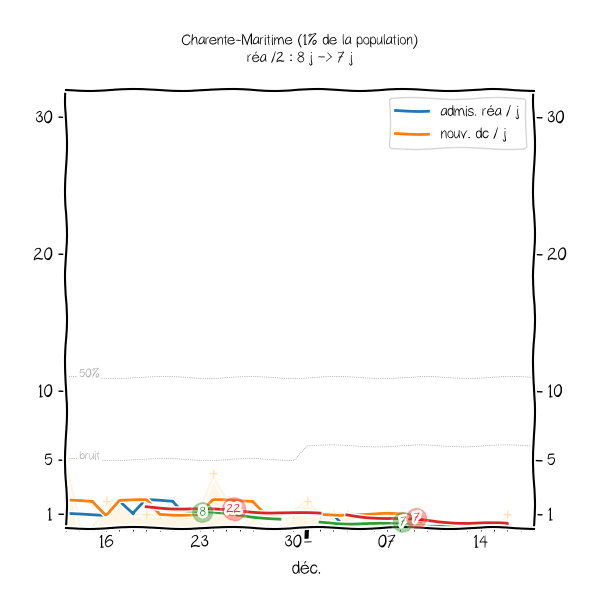 Charente-Maritime (1% de la population)
réa /2 : 8 j -> 7 j
admis. réa / j
nouv. dc / j
30 30
20 20
50%
10 10
bruit
5 5
8 22 7 7
1 1
16 23 30 07 14
déc.